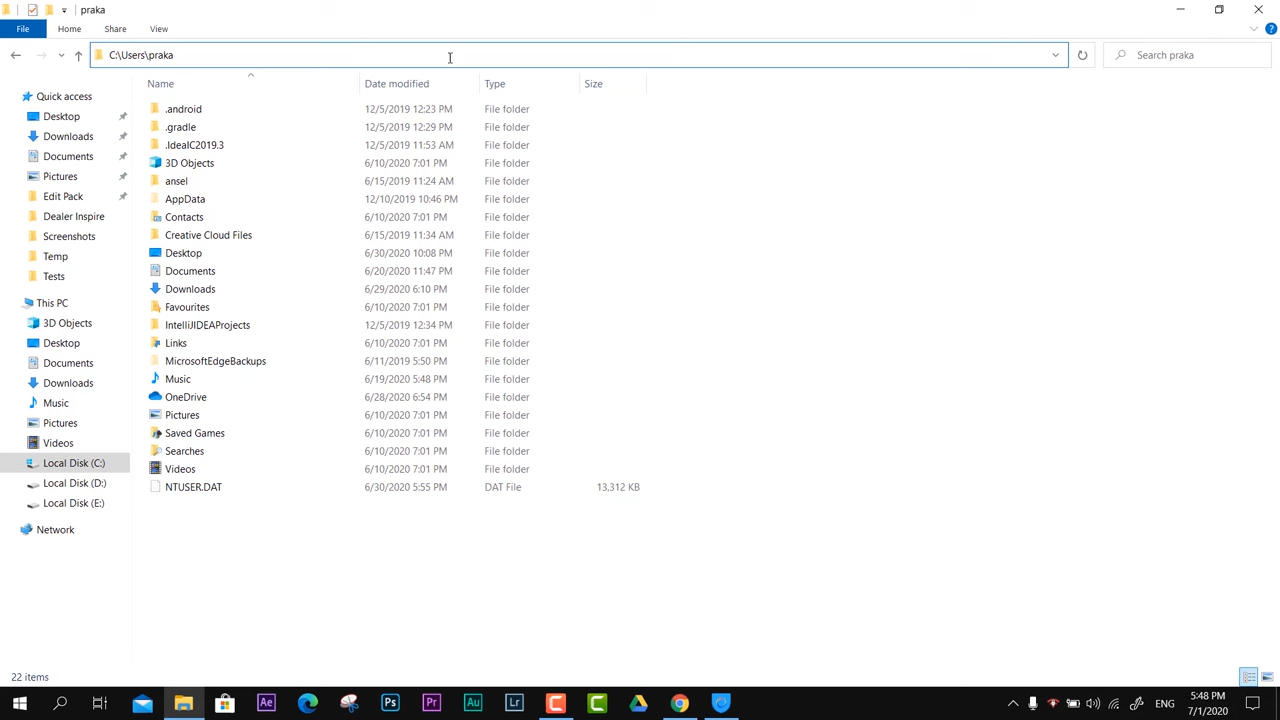 praka
File Home Share View
C:\Users\praka
Search praka
Name Date modified Type Size
Quick access
Desktop
Downloads
Documents
Pictures
Edit Pack
Dealer Inspire
Screenshots
Temp
Tests
This PC
3D Objects
Desktop
Documents
Downloads
Music
Pictures
Videos
Local Disk (C:)
Local Disk (D:)
Local Disk (E:)
Network
.android 12/5/2019 12:23 PM File folder
.gradle 12/5/2019 12:29 PM File folder
.IdeaIC2019.3 12/5/2019 11:53 AM File folder
3D Objects 6/10/2020 7:01 PM File folder
ansel 6/15/2019 11:24 AM File folder
AppData 12/10/2019 10:46 PM File folder
Contacts 6/10/2020 7:01 PM File folder
Creative Cloud Files 6/15/2019 11:34 AM File folder
Desktop 6/30/2020 10:08 PM File folder
Documents 6/20/2020 11:47 PM File folder
Downloads 6/29/2020 6:10 PM File folder
Favourites 6/10/2020 7:01 PM File folder
IntelliJIDEAProjects 12/5/2019 12:34 PM File folder
Links 6/10/2020 7:01 PM File folder
MicrosoftEdgeBackups 6/11/2019 5:50 PM File folder
Music 6/19/2020 5:48 PM File folder
OneDrive 6/28/2020 6:54 PM File folder
Pictures 6/10/2020 7:01 PM File folder
Saved Games 6/10/2020 7:01 PM File folder
Searches 6/10/2020 7:01 PM File folder
Videos 6/10/2020 7:01 PM File folder
NTUSER.DAT 6/30/2020 5:55 PM DAT File 13,312 KB
22 items
Ae Ps Pr Au Lr
ENG
5:48 PM
7/1/2020